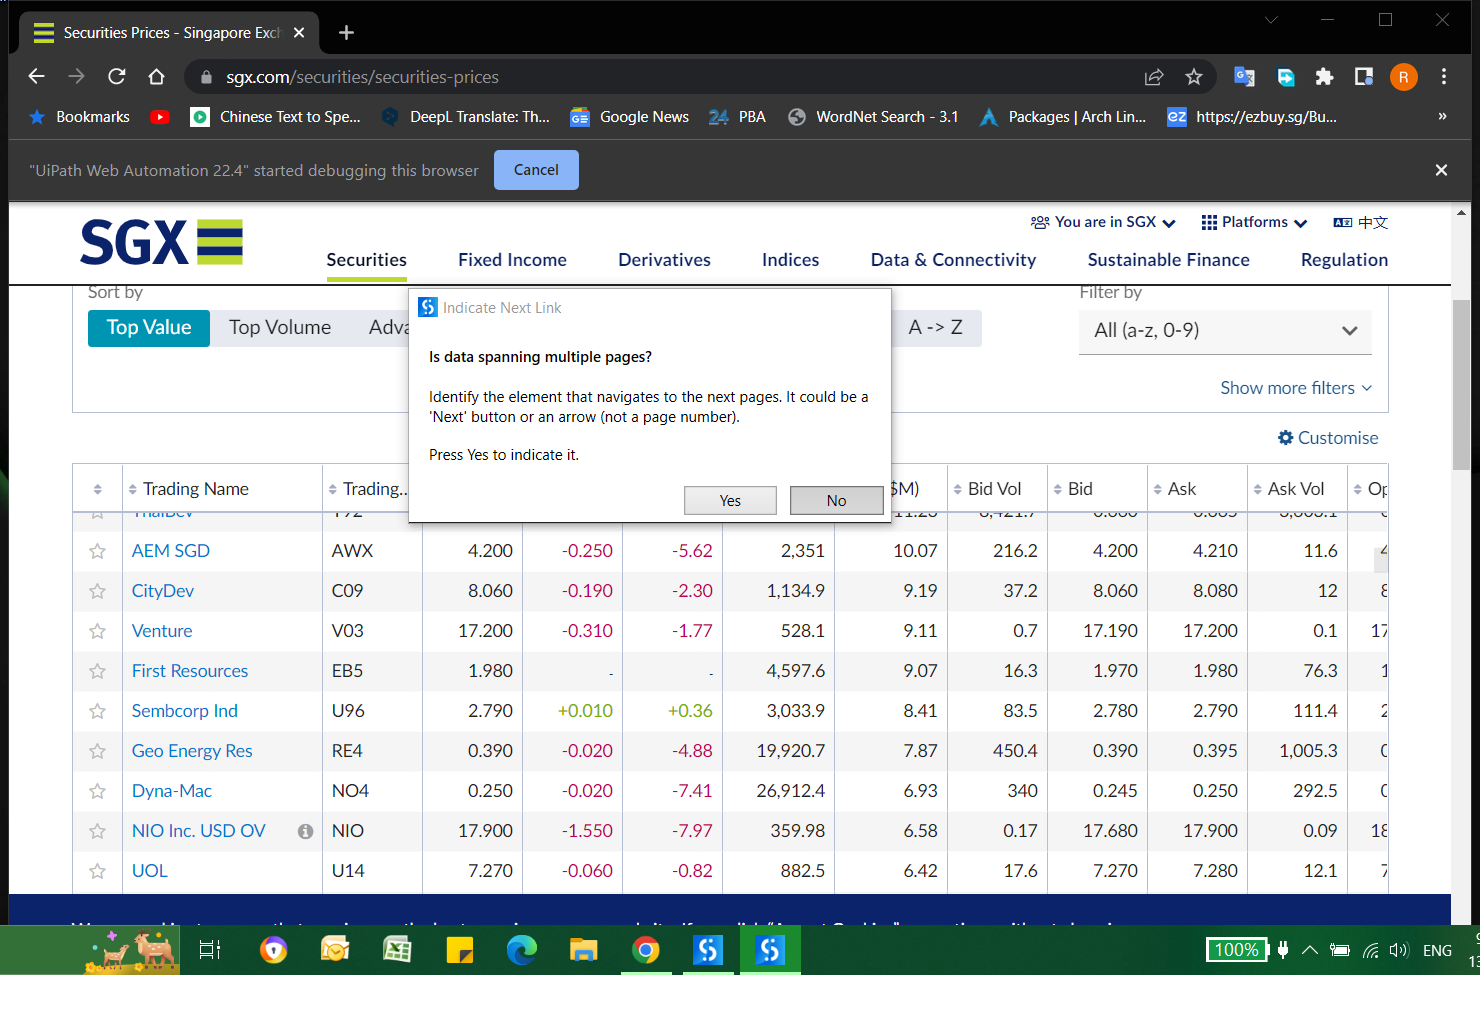 Securities Prices - Singapore Exch
sgx.com/securities/securities-prices
R
Bookmarks
Chinese Text to Spe...
DeepL Translate: Th...
GE Google News
24 PBA
WordNet Search - 3.1
Packages | Arch Lin...
ez https://ezbuy.sg/Bu...
»
"UiPath Web Automation 22.4" started debugging this browser
Cancel
SGX
You are in SGX
Platforms
中文
Securities Fixed Income Derivatives Indices Data & Connectivity Sustainable Finance Regulation
Sort by
Filter by
Top Value Top Volume Adva
A -> Z
All (a-z, 0-9)
Show more filters
Customise
Indicate Next Link
Is data spanning multiple pages?
Identify the element that navigates to the next pages. It could be a
'Next' button or an arrow (not a page number).
Press Yes to indicate it.
Yes No
Trading Name Trading... $M) Bid Vol Bid Ask Ask Vol Op
AEM SGD AWX 4.200 -0.250 -5.62 2,351 10.07 216.2 4.200 4.210 11.6 4
CityDev C09 8.060 -0.190 -2.30 1,134.9 9.19 37.2 8.060 8.080 12 8
Venture V03 17.200 -0.310 -1.77 528.1 9.11 0.7 17.190 17.200 0.1 17
First Resources EB5 1.980 - - 4,597.6 9.07 16.3 1.970 1.980 76.3 1
Sembcorp Ind U96 2.790 +0.010 +0.36 3,033.9 8.41 83.5 2.780 2.790 111.4 2
Geo Energy Res RE4 0.390 -0.020 -4.88 19,920.7 7.87 450.4 0.390 0.395 1,005.3 0
Dyna-Mac NO4 0.250 -0.020 -7.41 26,912.4 6.93 340 0.245 0.250 292.5 0
NIO Inc. USD OV NIO 17.900 -1.550 -7.97 359.98 6.58 0.17 17.680 17.900 0.09 18
UOL U14 7.270 -0.060 -0.82 882.5 6.42 17.6 7.270 7.280 12.1 7
100%
ENG